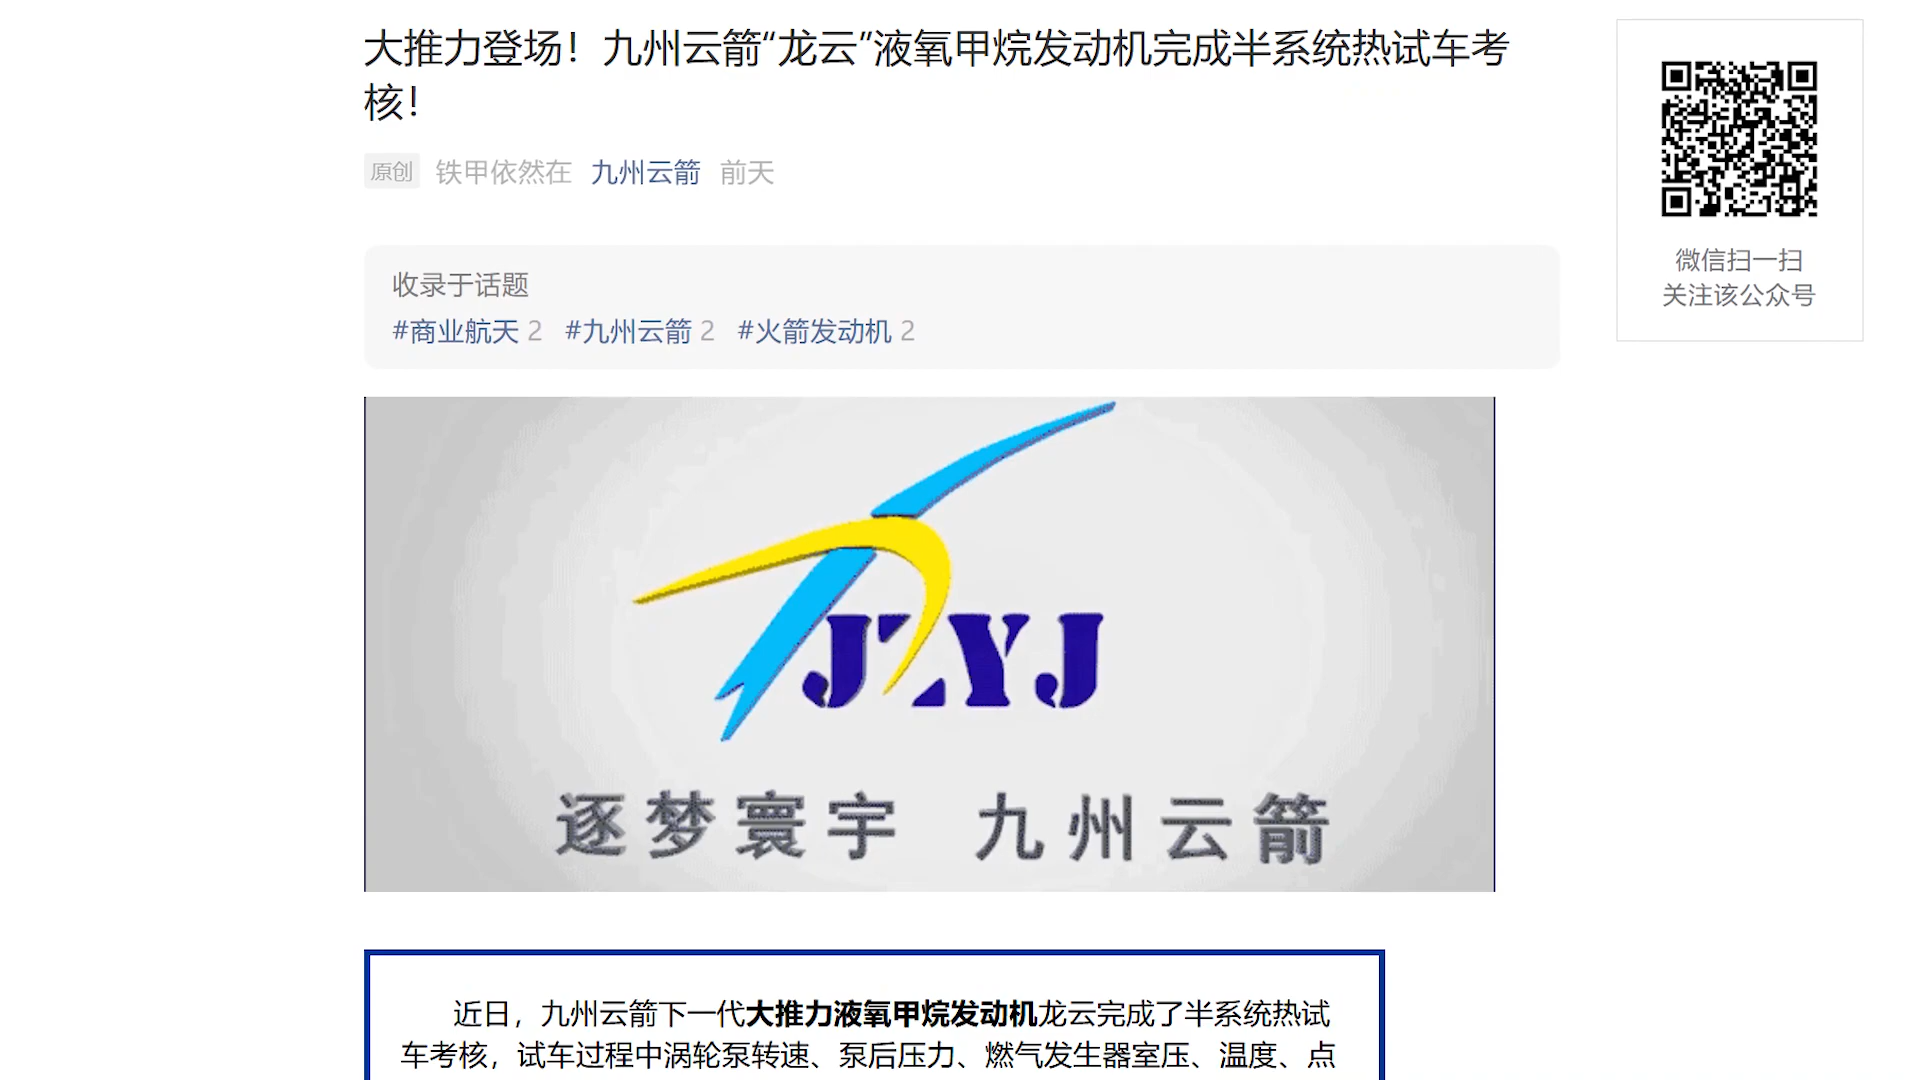 大推力登场！九州云箭“龙云”液氧甲烷发动机完成半系统热试车考
核！
原创 铁甲依然在 九州云箭 前天
收录于话题
#商业航天 2 #九州云箭 2 #火箭发动机 2
微信扫一扫
关注该公众号
JZYJ
逐梦寰宇 九州云箭
近日，九州云箭下一代大推力液氧甲烷发动机龙云完成了半系统热试
车考核，试车过程中涡轮泵转速、泵后压力、燃气发生器室压、温度、点